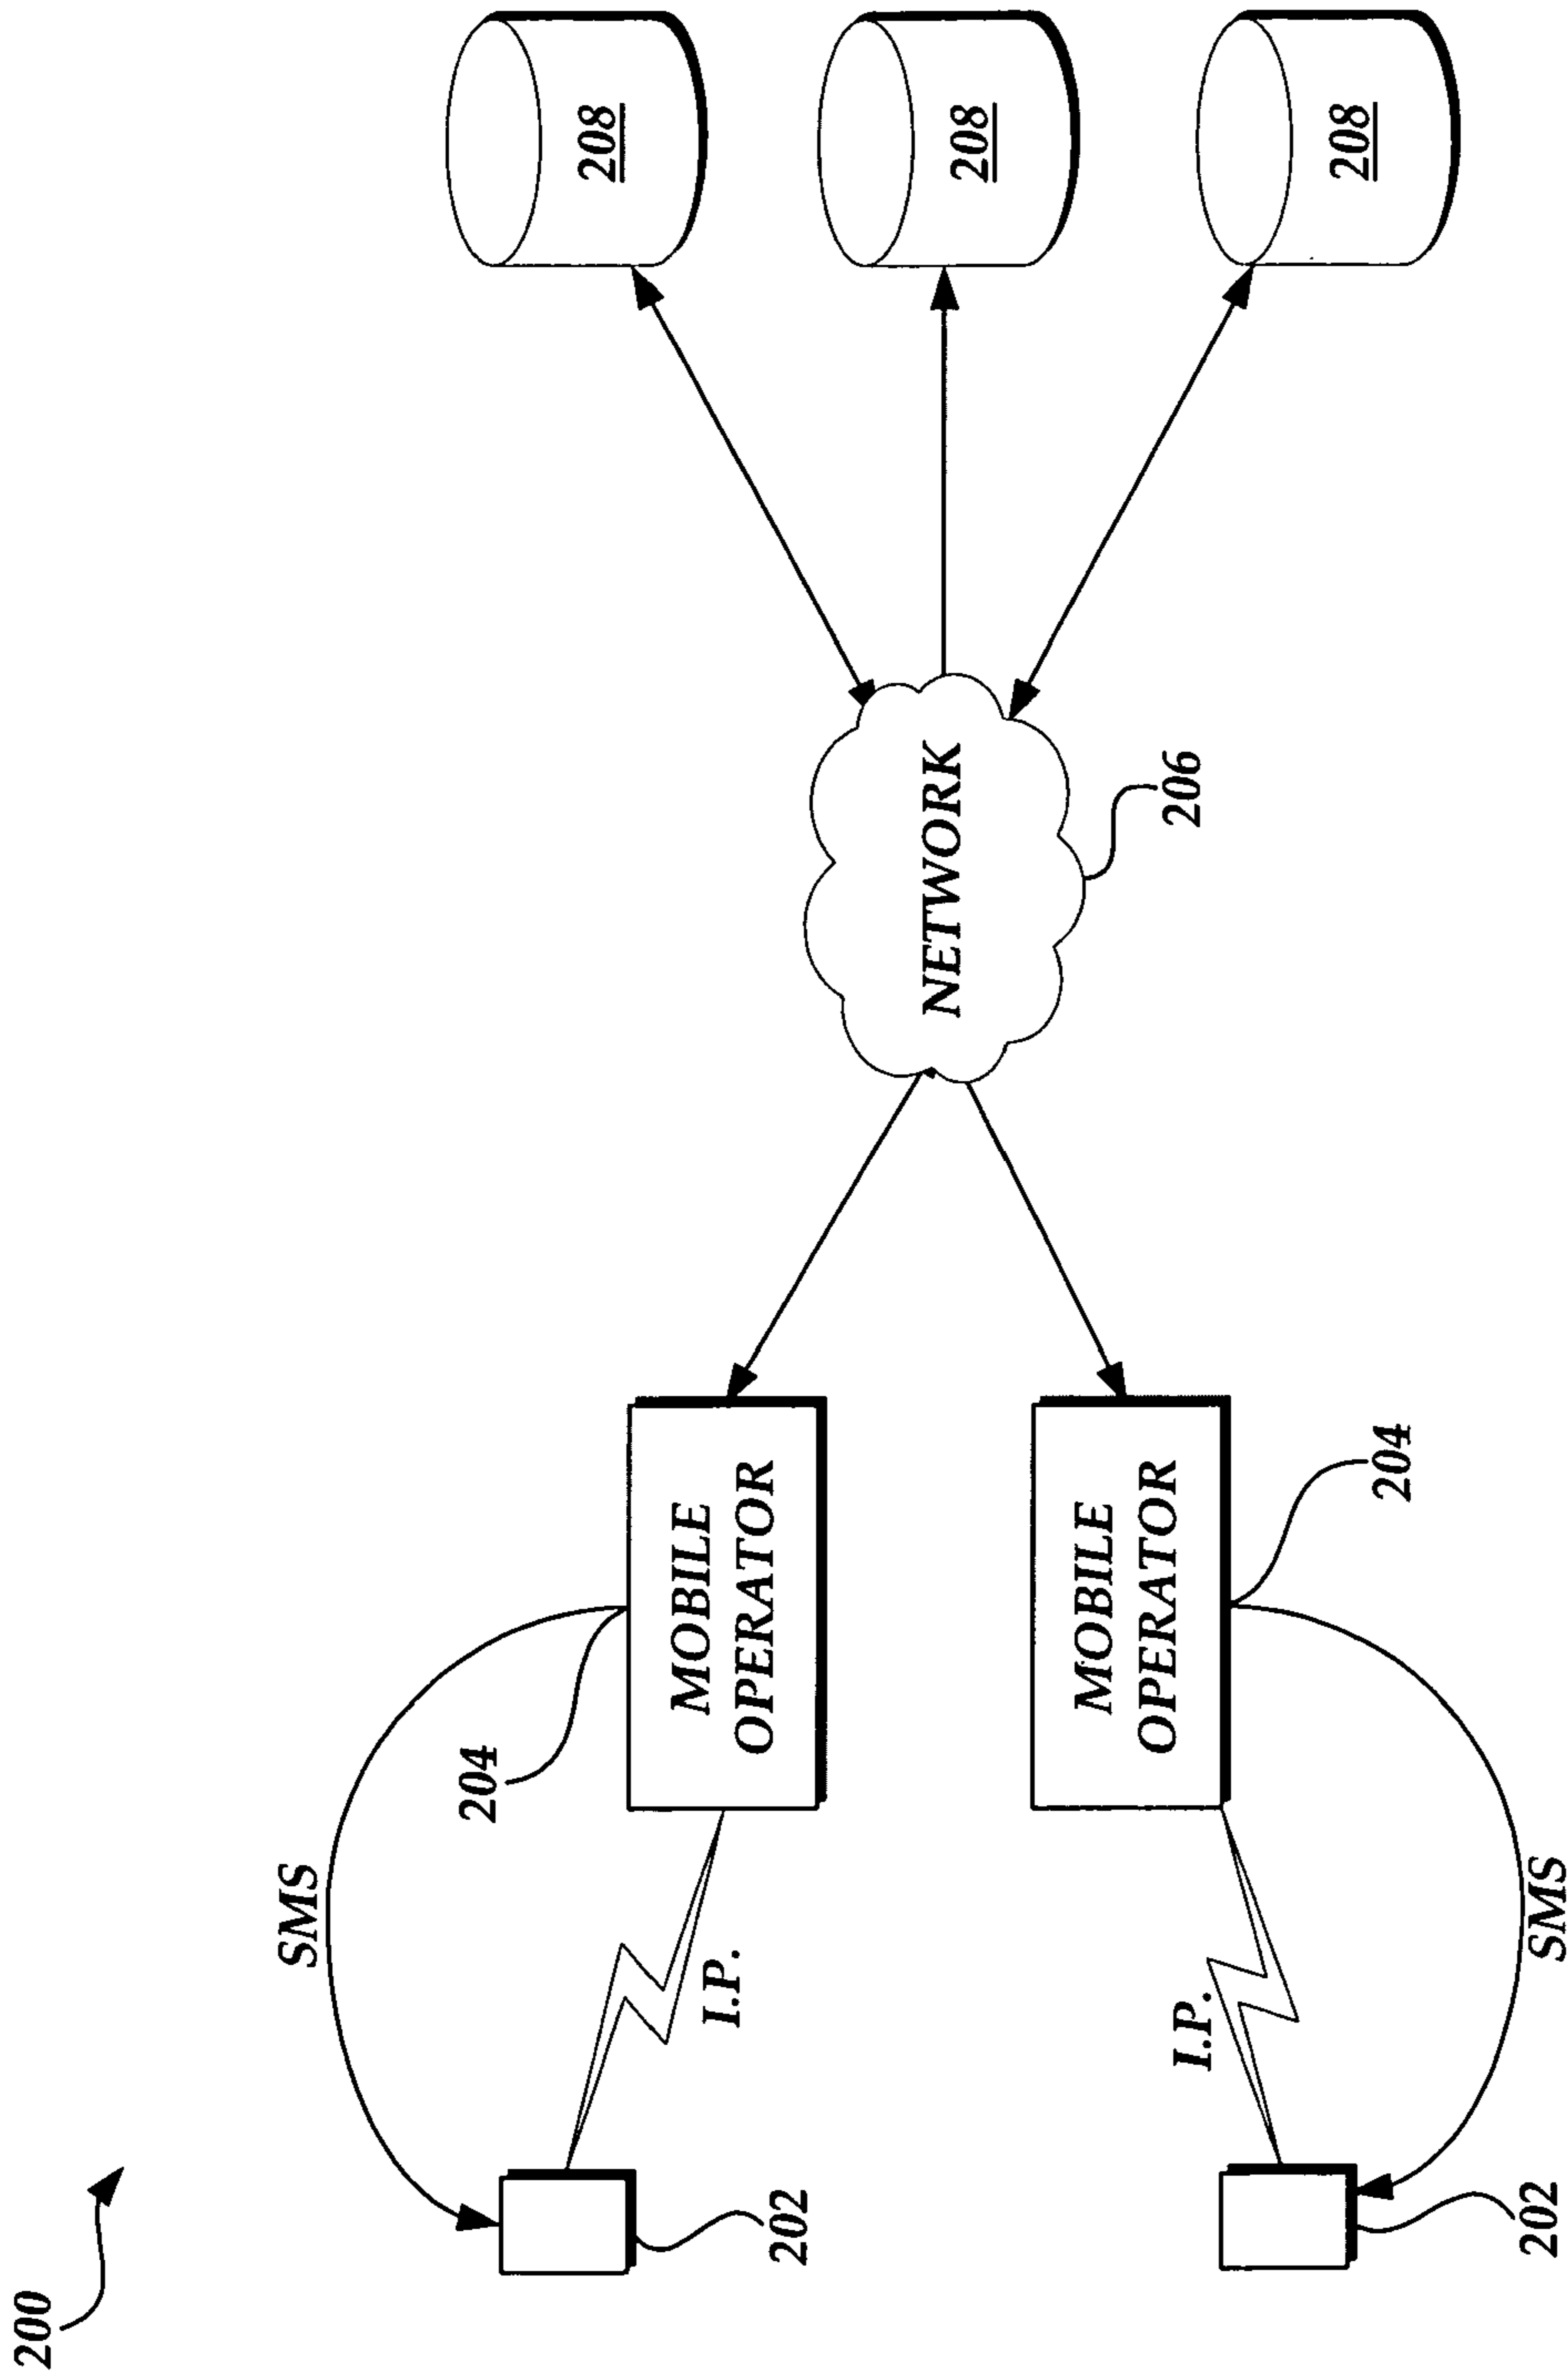 200
SMS
204
I.P.
202
MOBILE
OPERATOR
NETWORK
206
208
208
208
MOBILE
OPERATOR
204
I.P.
SMS
202